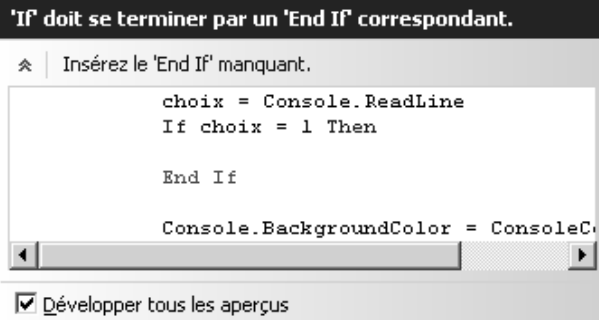 'If' doit se terminer par un 'End If' correspondant.
Insérez le 'End If' manquant.
choix = Console.ReadLine
If choix = 1 Then
End If
Console.BackgroundColor = ConsoleC
Développer tous les aperçus